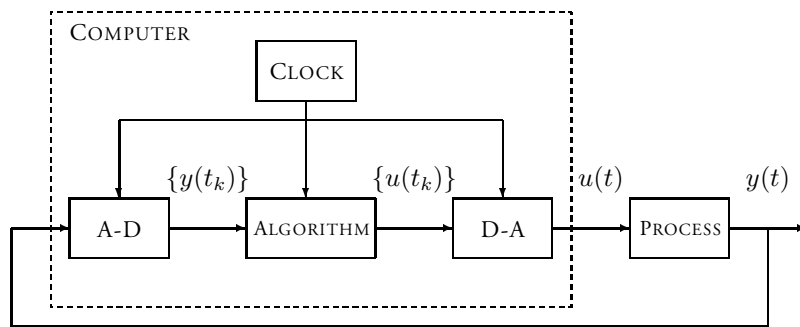 COMPUTER
CLOCK
{y(t_k)}
{u(t_k)}
u(t)
y(t)
A-D
ALGORITHM
D-A
PROCESS